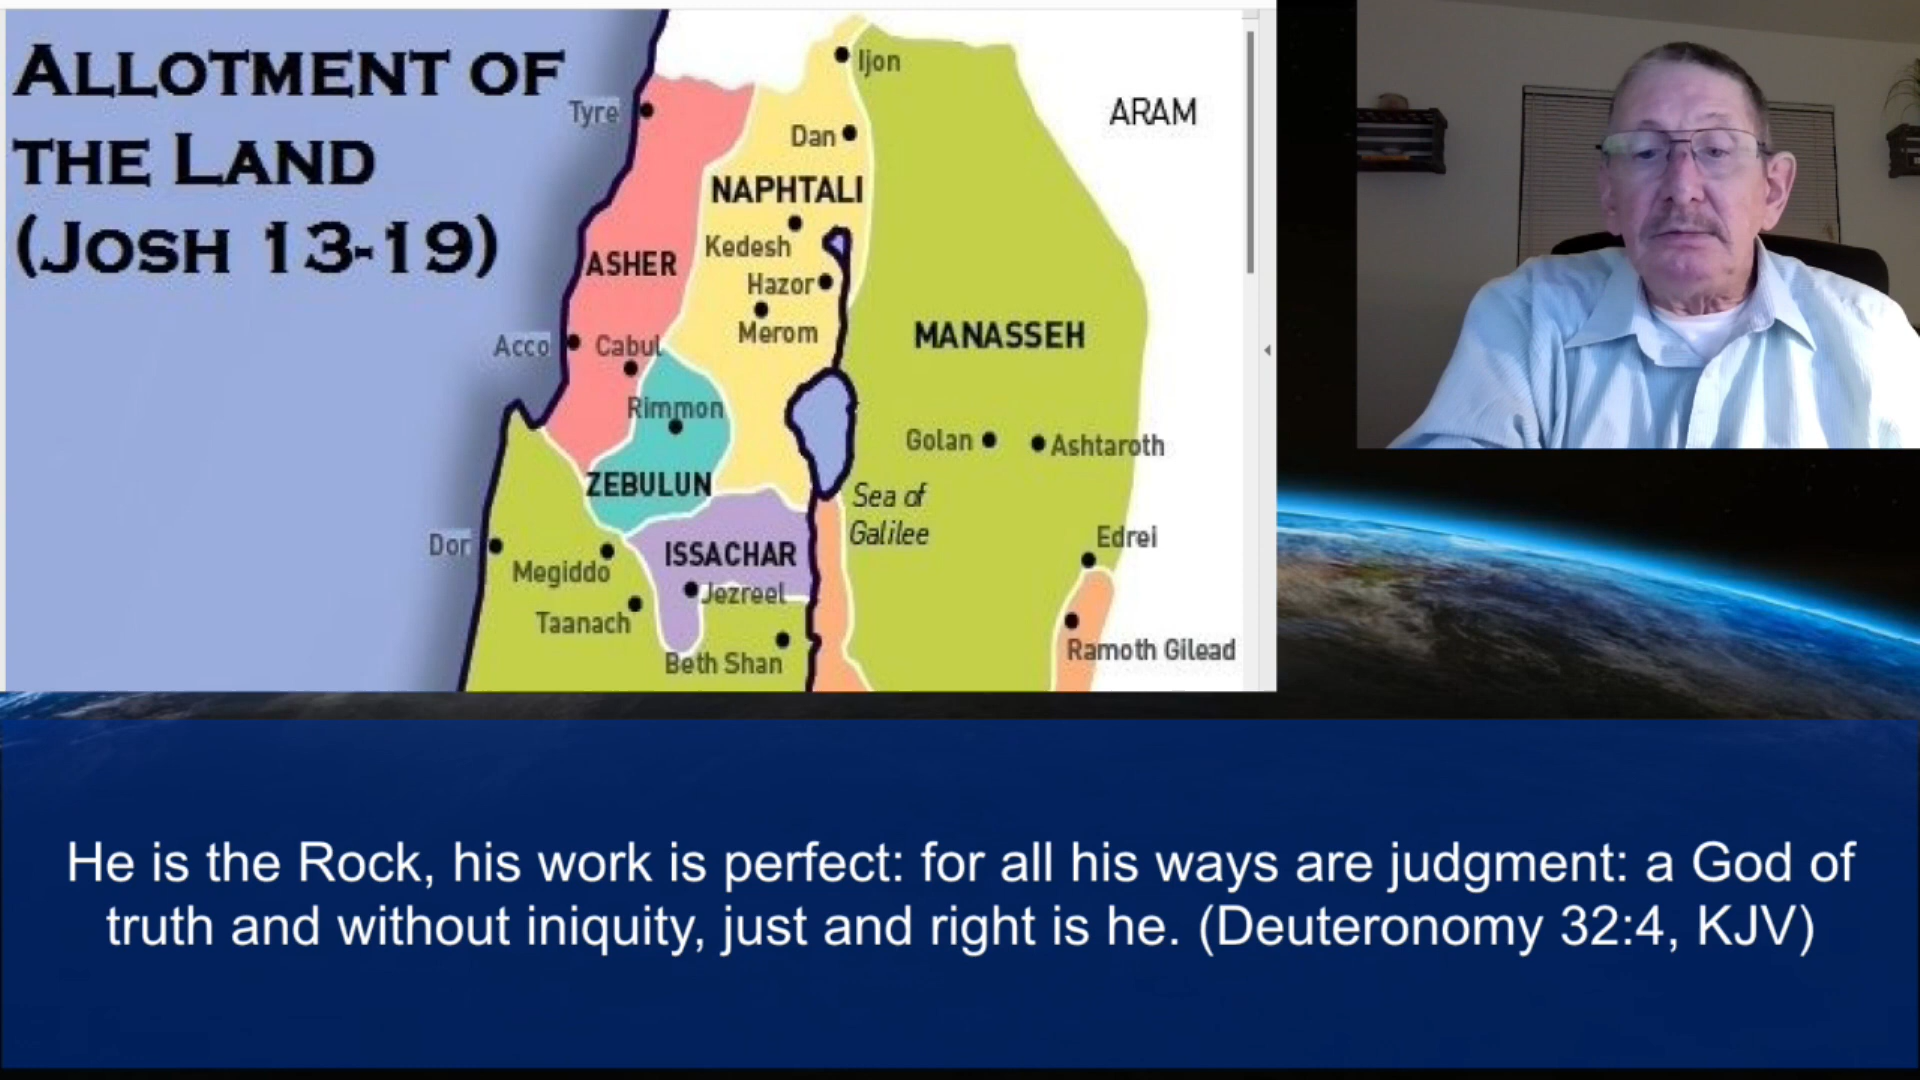 ALLOTMENT OF
THE LAND
(JOSH 13-19)
Ijon
Tyre
ARAM
Dan
NAPHTALI
Kedesh
ASHER
Hazor
Merom
MANASSEH
Acco
Cabul
Rimmon
Golan
Ashtaroth
ZEBULUN
Sea of
Galilee
Edrei
Dor
ISSACHAR
Megiddo
Jezreel
Taanach
Ramoth Gilead
Beth Shan
He is the Rock, his work is perfect: for all his ways are judgment: a God of
truth and without iniquity, just and right is he. (Deuteronomy 32:4, KJV)